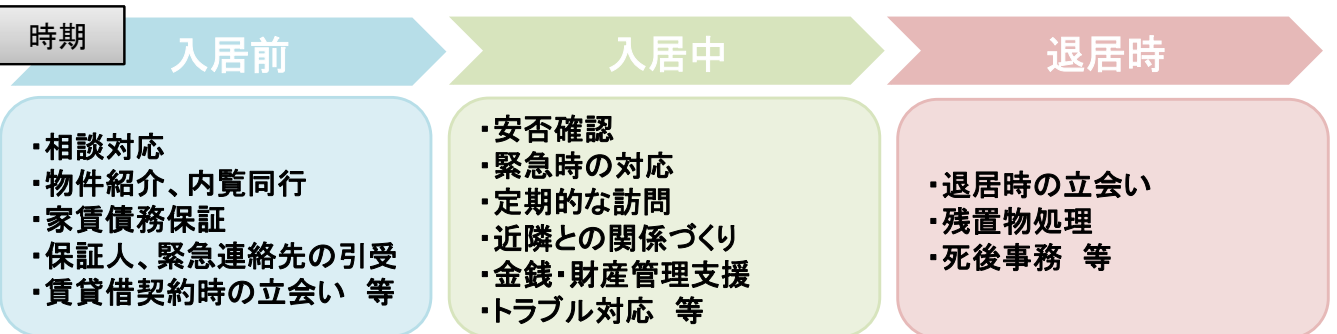 時期
入居前
入居中
退居時
・相談対応
・物件紹介、内覧同行
・家賃債務保証
・保証人、緊急連絡先の引受
・賃貸借契約時の立会い　等
・安否確認
・緊急時の対応
・定期的な訪問
・近隣との関係づくり
・金銭・財産管理支援
・トラブル対応　等
・退居時の立会い
・残置物処理
・死後事務　等